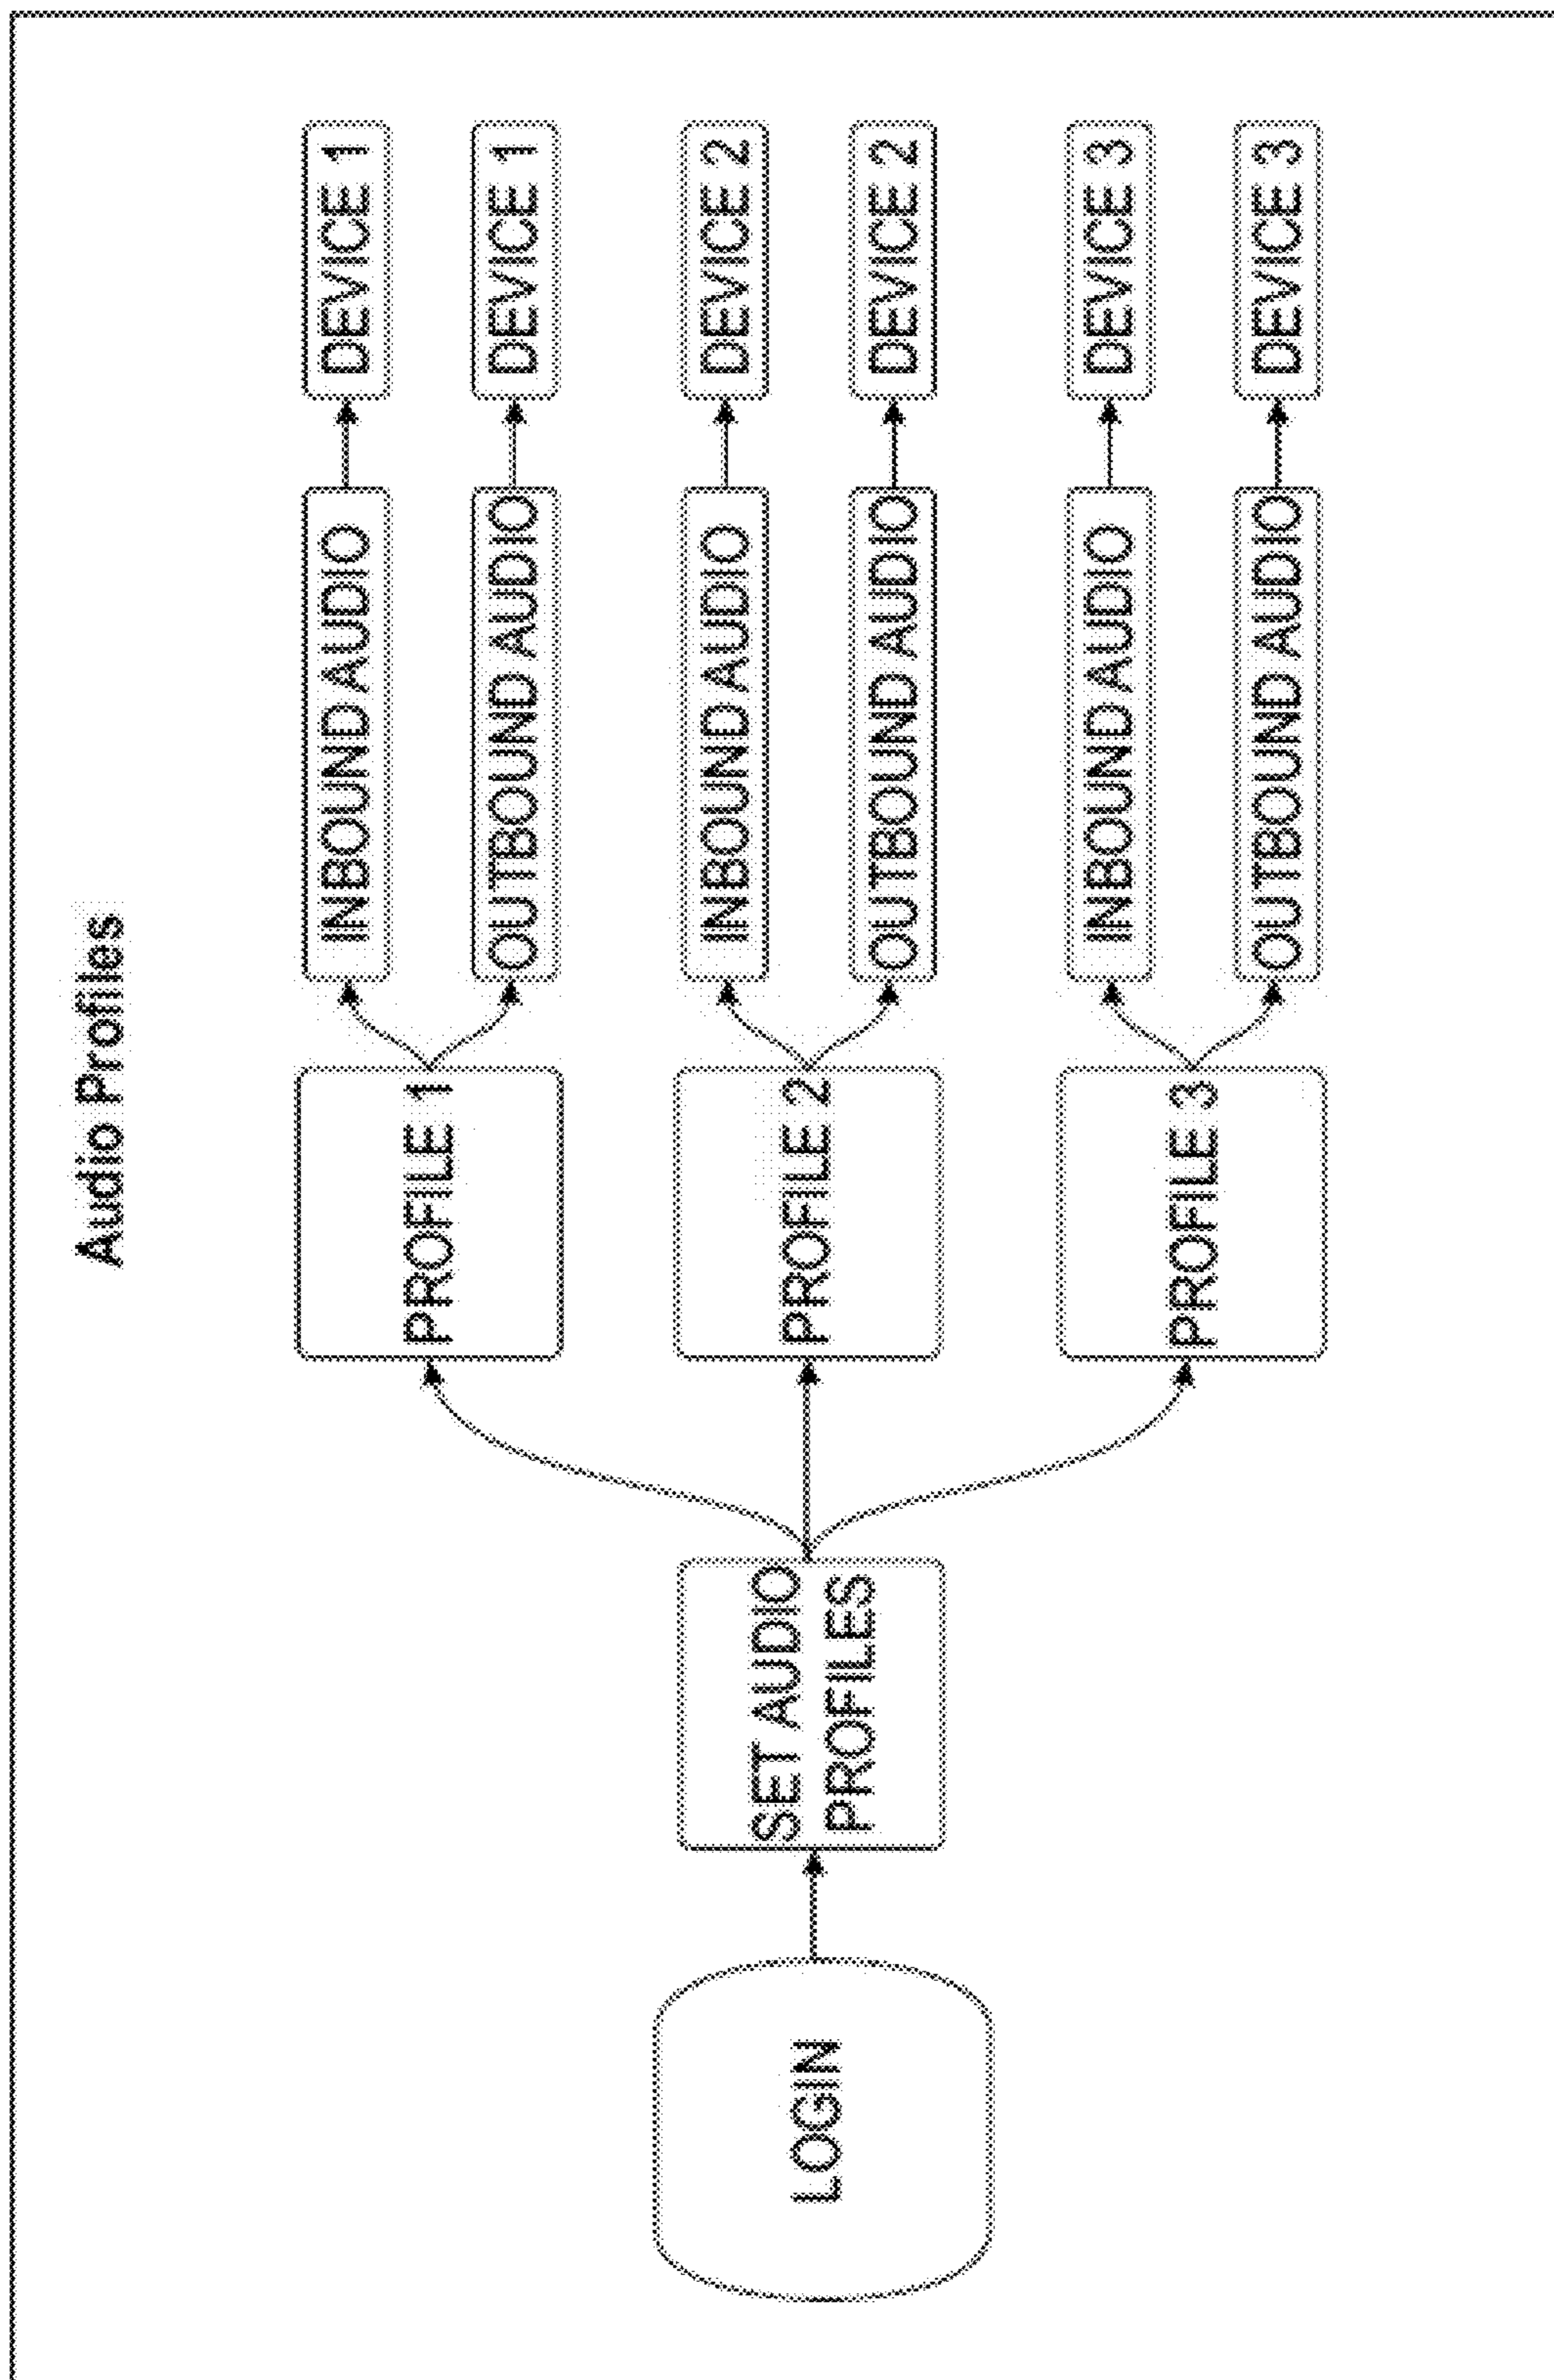 Audio Profiles
LOGIN
SET AUDIO
PROFILES
PROFILE 1
INBOUND AUDIO
DEVICE 1
OUTBOUND AUDIO
DEVICE 1
PROFILE 2
INBOUND AUDIO
DEVICE 2
OUTBOUND AUDIO
DEVICE 2
PROFILE 3
INBOUND AUDIO
DEVICE 3
OUTBOUND AUDIO
DEVICE 3